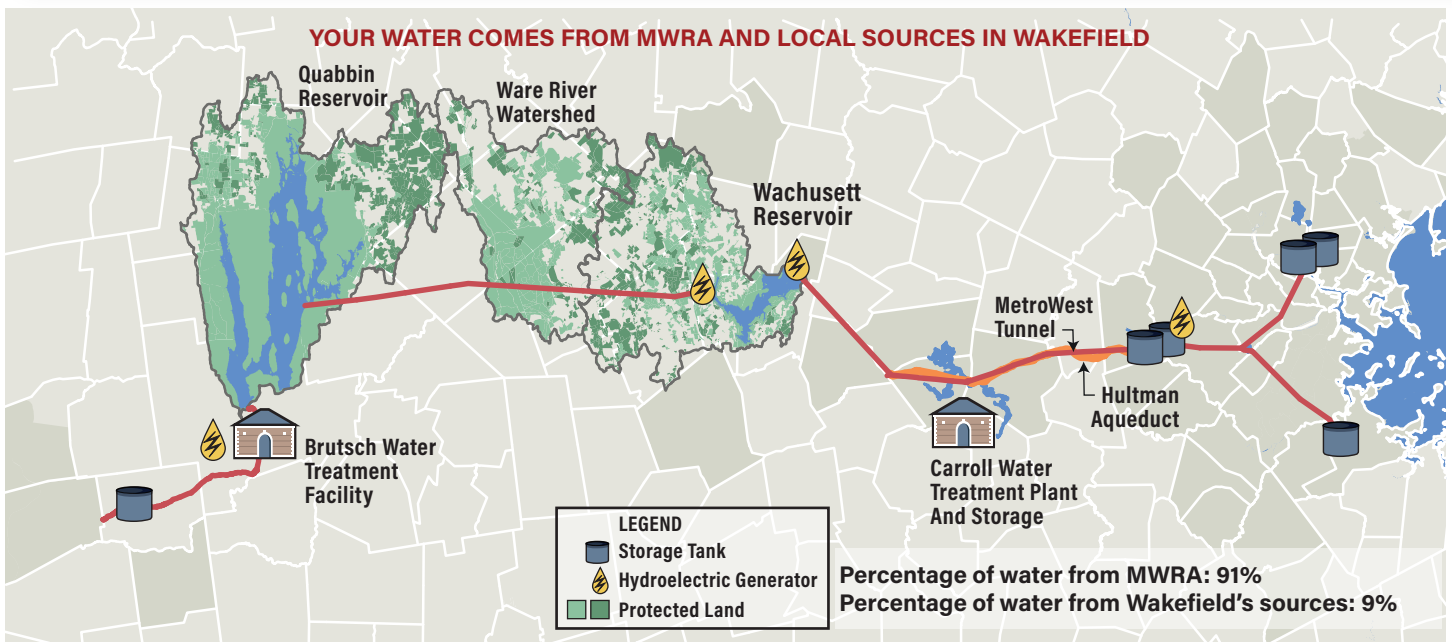 YOUR WATER COMES FROM MWRA AND LOCAL SOURCES IN WAKEFIELD
Quabbin
Reservoir
Ware River
Watershed
Wachusett
Reservoir
MetroWest
Tunnel
Hultman
Aqueduct
Brutsch Water
Treatment
Facility
Carroll Water
Treatment Plant
And Storage
LEGEND
Storage Tank
Hydroelectric Generator
Protected Land
Percentage of water from MWRA: 91%
Percentage of water from Wakefield's sources: 9%